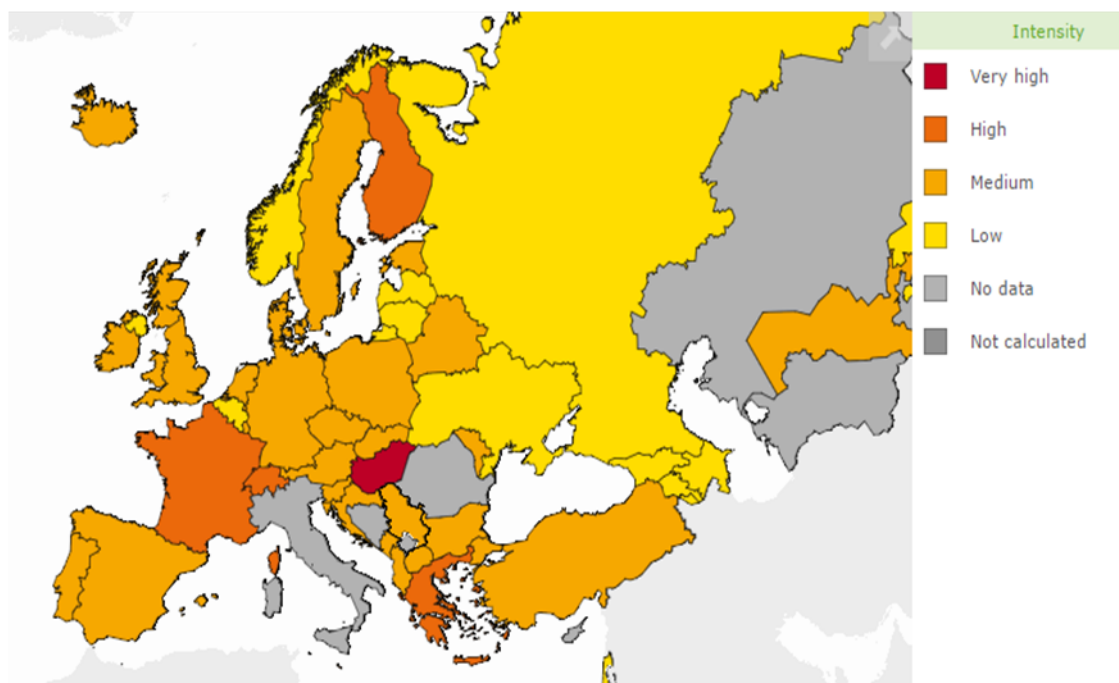 Intensity
Very high
High
Medium
Low
No data
Not calculated